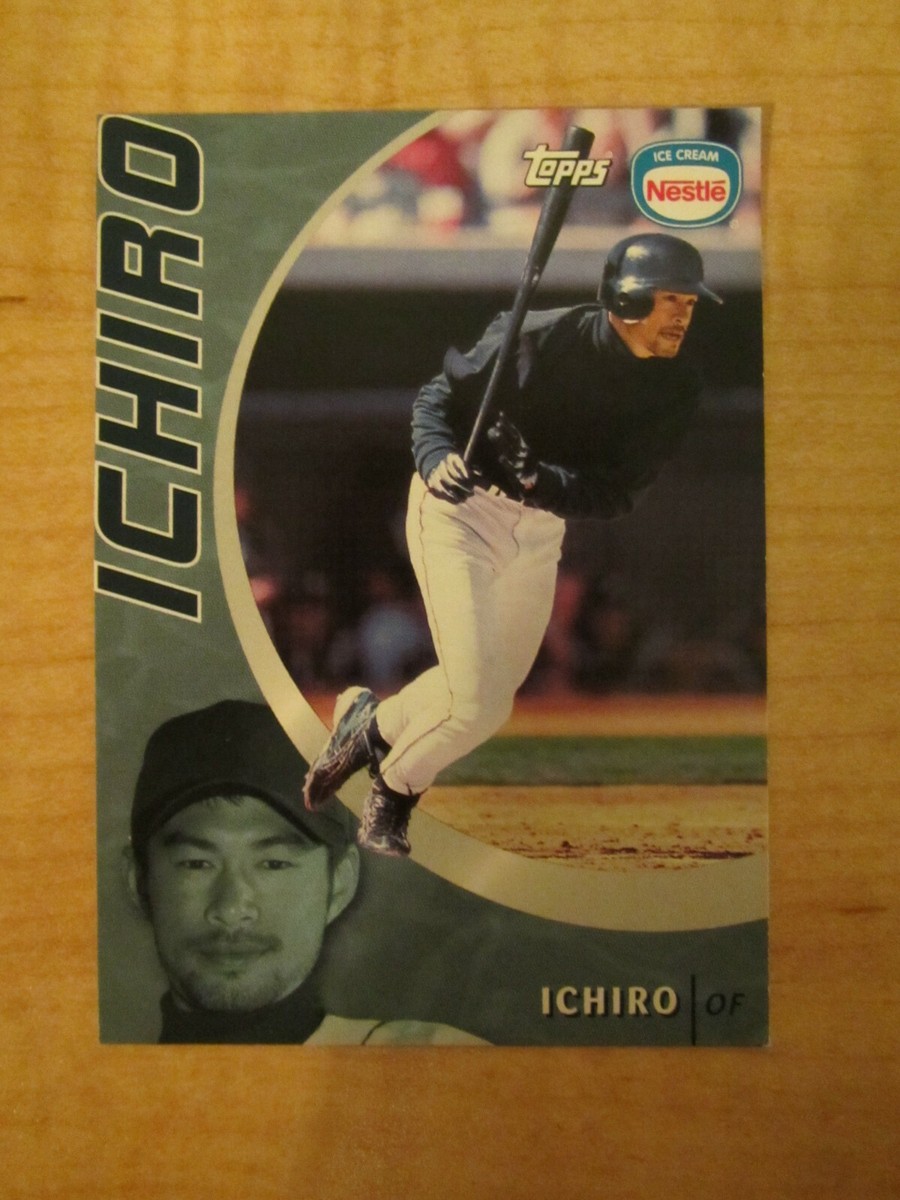 ICHIRO
TOPPS
ICE CREAM
Nestlé
ICHIRO OF